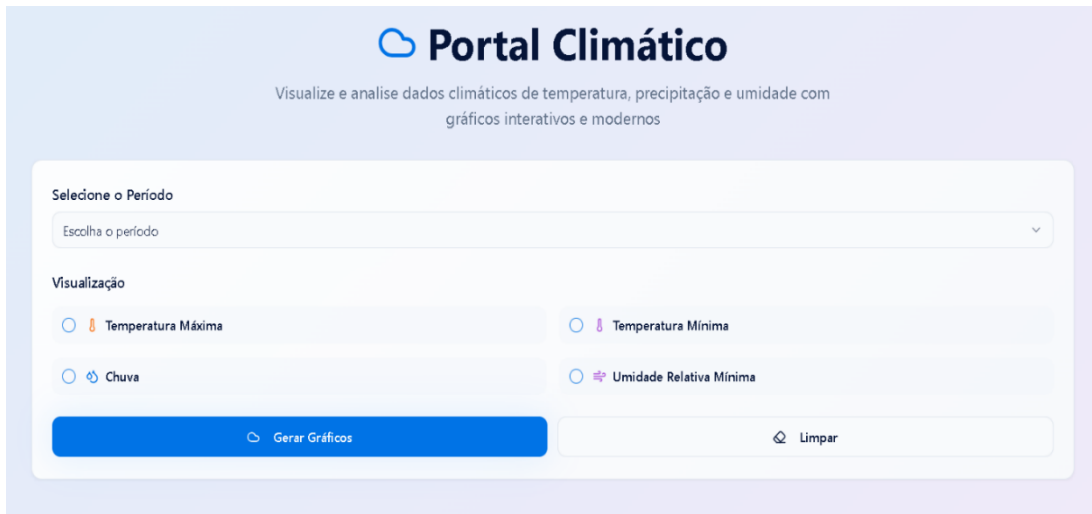 Portal Climático
Visualize e analise dados climáticos de temperatura, precipitação e umidade com
gráficos interativos e modernos
Selecione o Período
Escolha o período
Visualização
Temperatura Máxima
Temperatura Mínima
Chuva
Umidade Relativa Mínima
Gerar Gráficos
Limpar